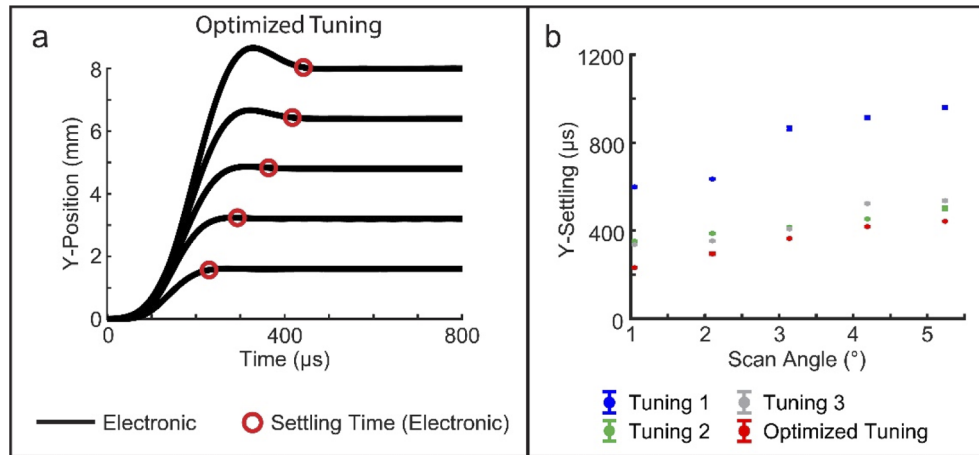 a
Optimized Tuning
8
6
4
2
0
Y-Position (mm)
0 400 800
Time (µs)
Electronic
Settling Time (Electronic)
b
1200
800
400
0
Y-Settling (µs)
1 2 3 4 5
Scan Angle (°)
Tuning 1
Tuning 3
Tuning 2
Optimized Tuning